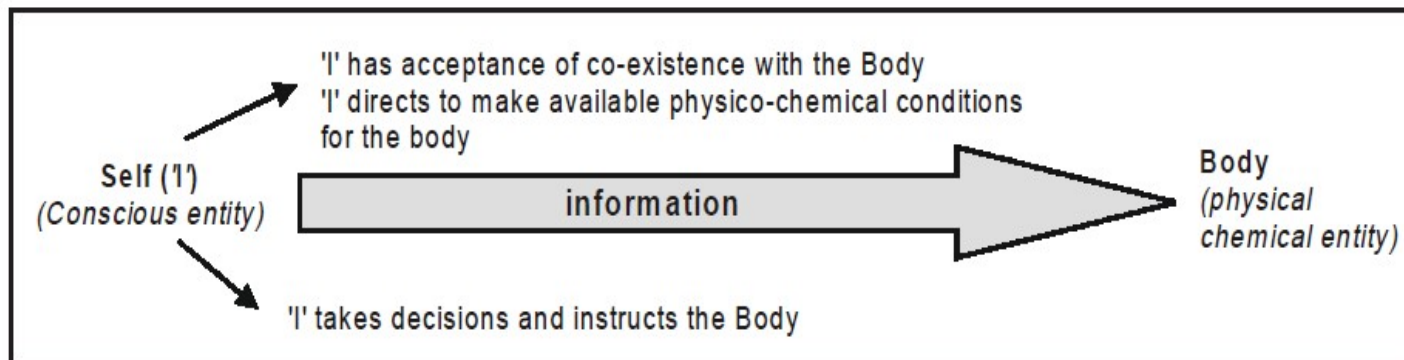 'I' has acceptance of co-existence with the Body
'I' directs to make available physico-chemical conditions
for the body
Self ('I')
(Conscious entity)
information
Body
(physical
chemical entity)
'I' takes decisions and instructs the Body